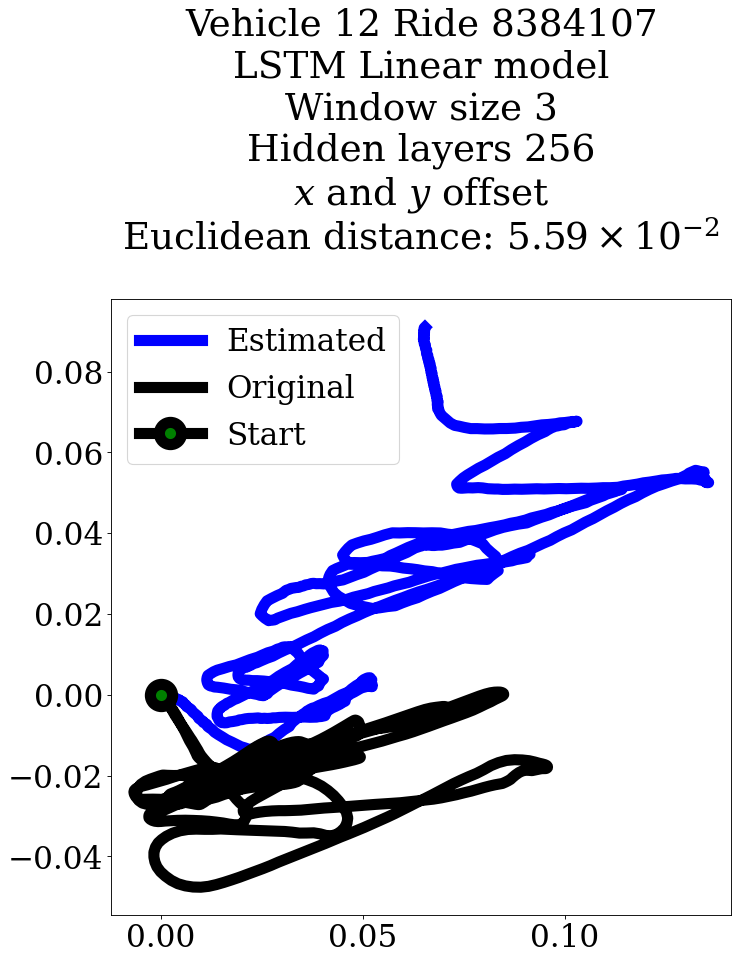 Vehicle 12 Ride 8384107
LSTM Linear model
Window size 3
Hidden layers 256
x and y offset
Euclidean distance: 5.59 × 10⁻²
Estimated
Original
Start
0.08
0.06
0.04
0.02
0.00
−0.02
−0.04
0.00 0.05 0.10